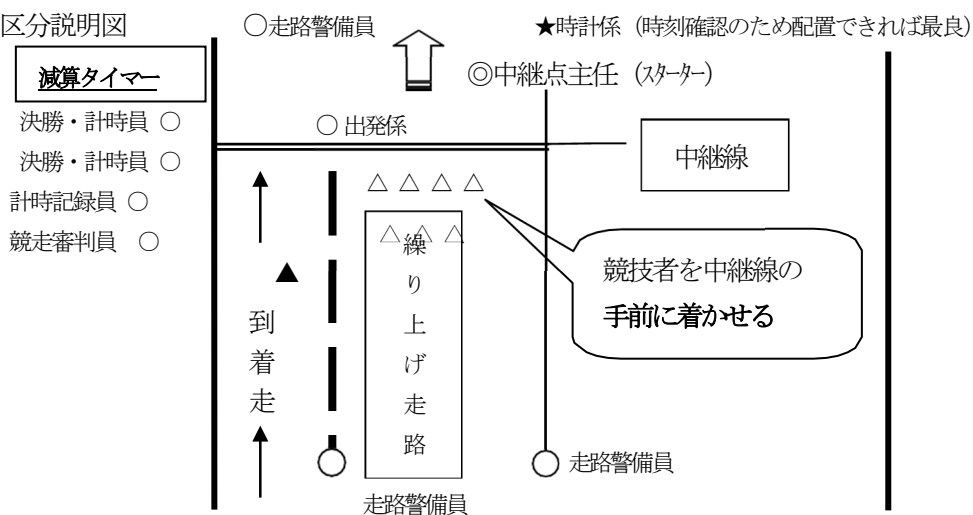 区分説明図
○走路警備員
★時計係（時刻確認のため配置できれば最良）
減算タイマー
◎中継点主任（スターター）
決勝・計時員 ○
○ 出発係
決勝・計時員 ○
中継線
計時記録員 ○
競走審判員 ○
△ △ △ △
△ △ △
繰り上げ走路
競技者を中継線の
手前に着かせる
▲
到着走
走路警備員
走路警備員